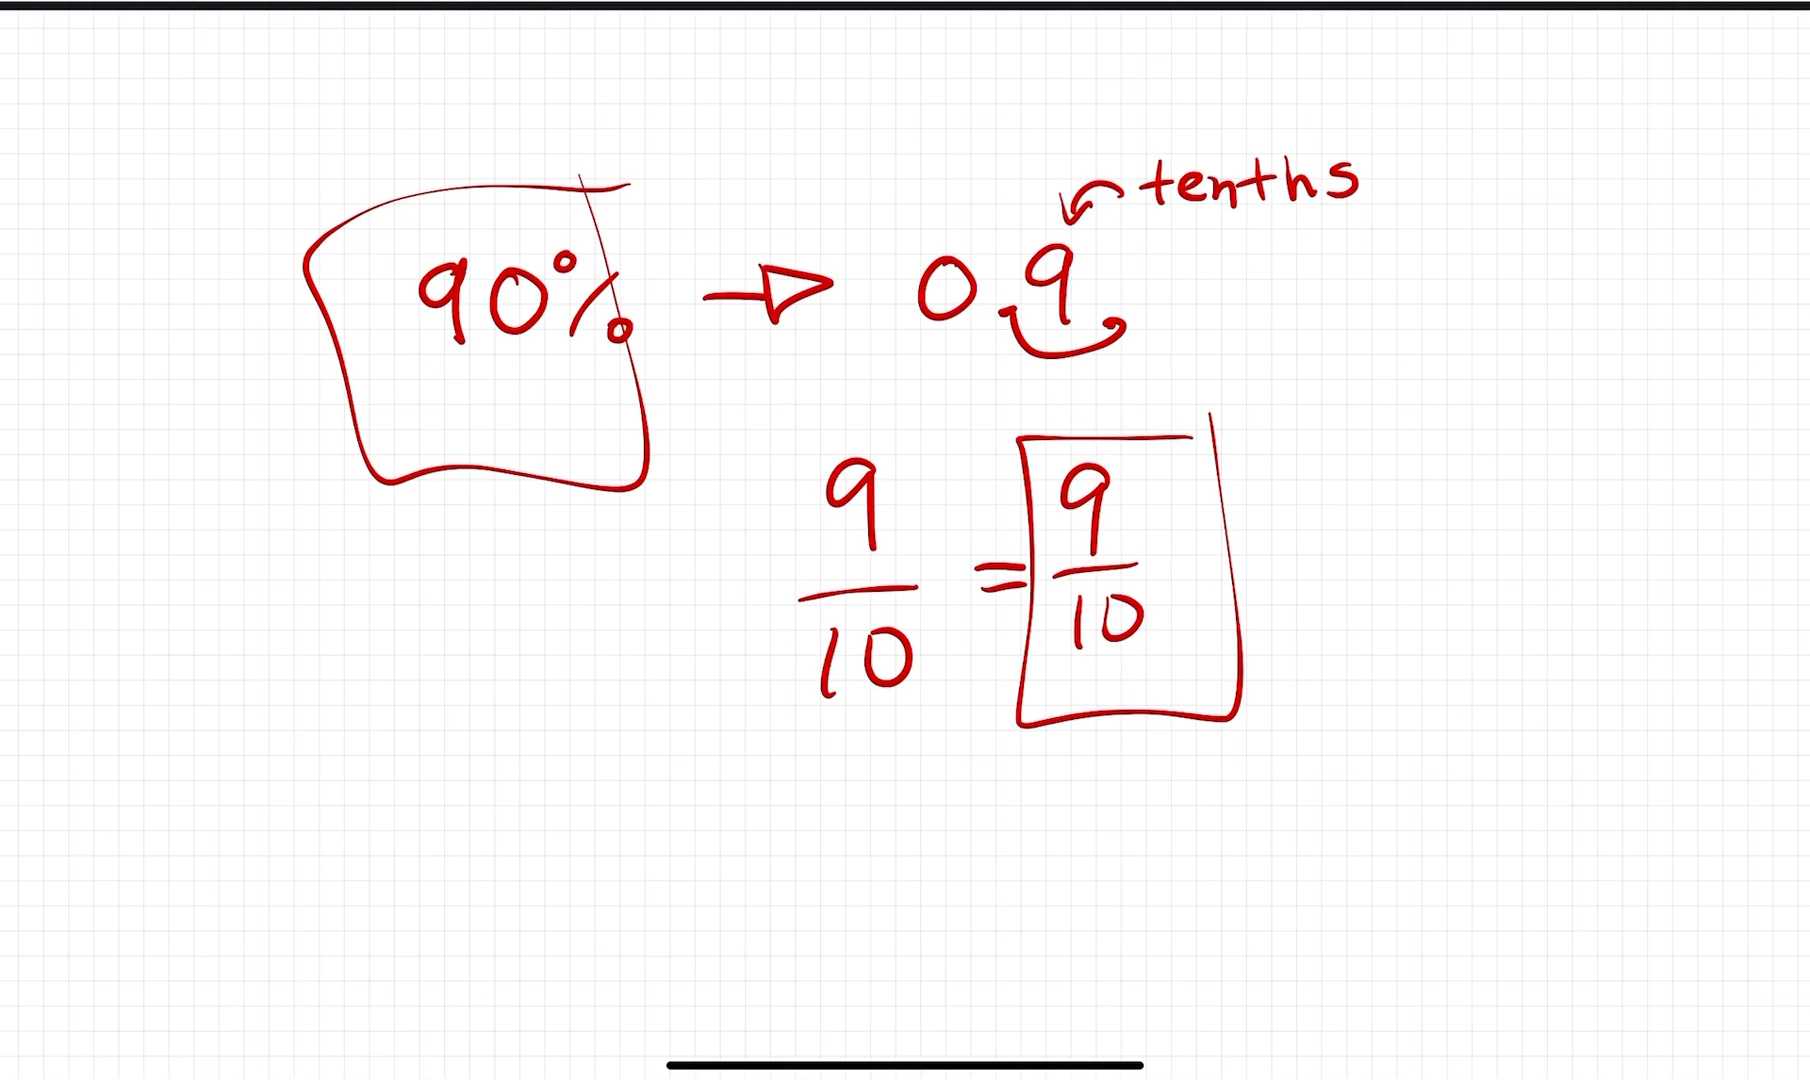 tenths
90% → 0.9
9/10 = 9/10